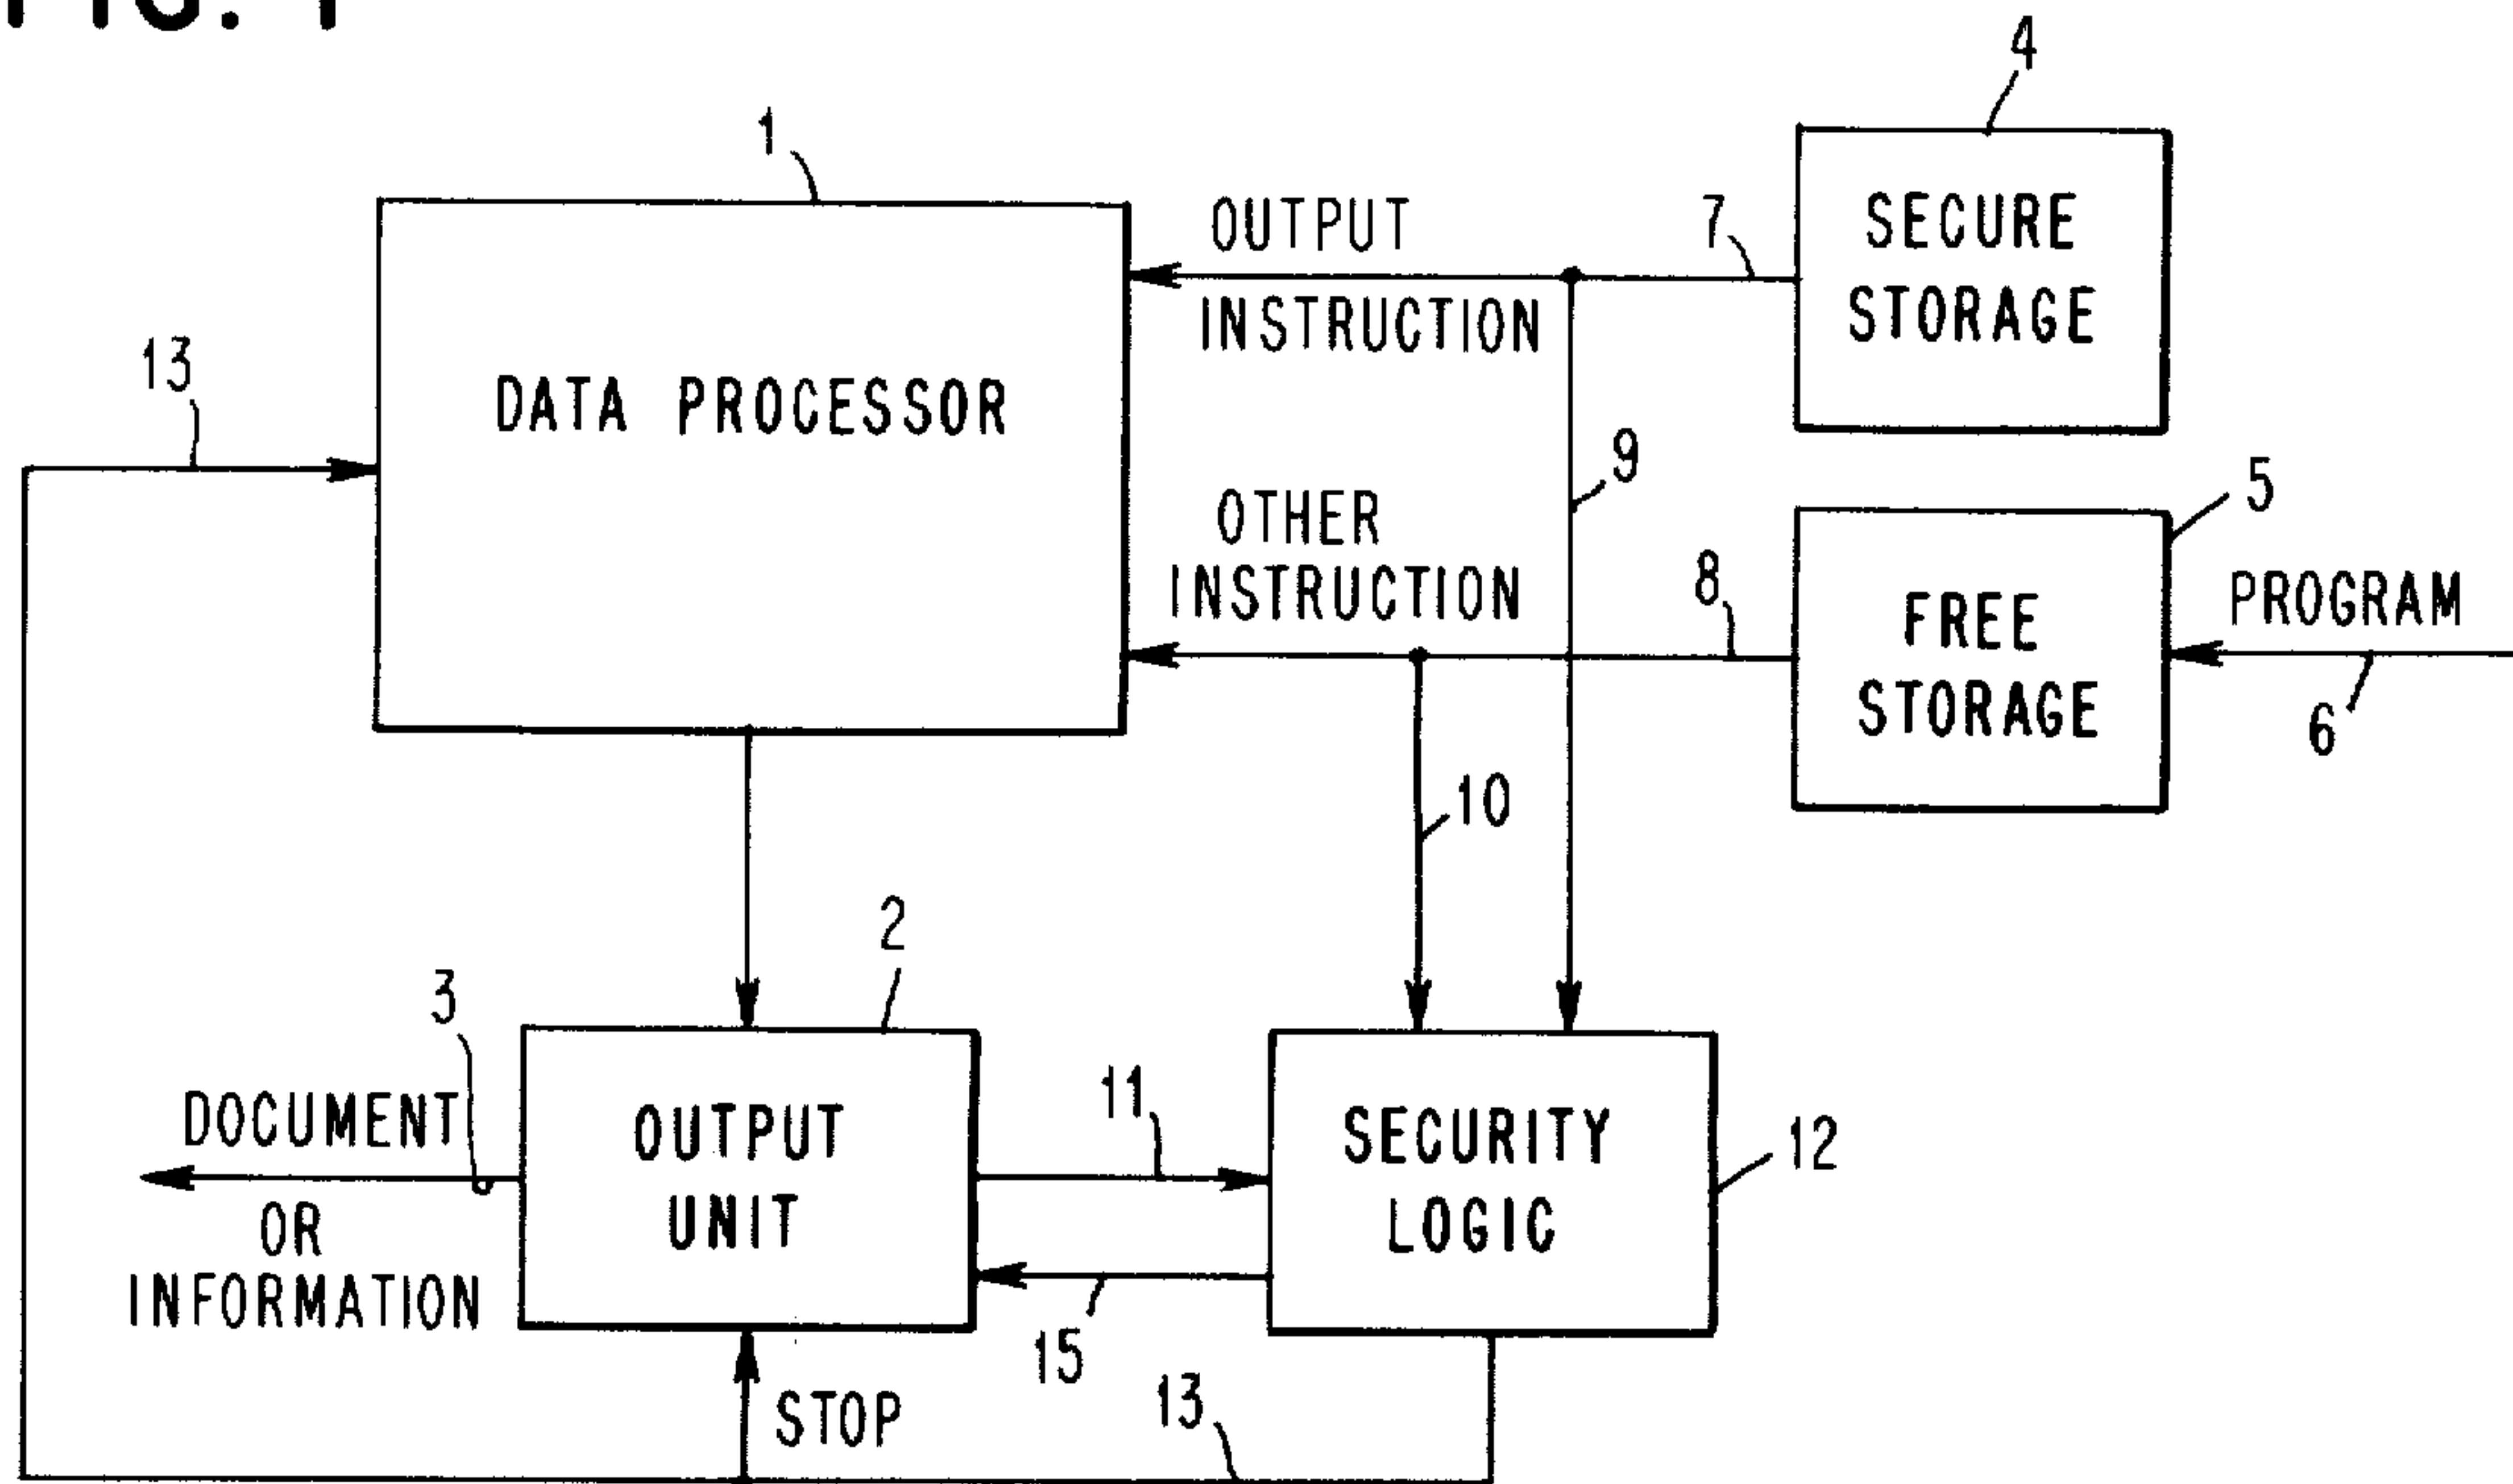 FIG. 1
4
1
OUTPUT
INSTRUCTION
7
SECURE
STORAGE
13
DATA PROCESSOR
9
5
OTHER
INSTRUCTION
8
FREE
STORAGE
PROGRAM
6
10
2
3
DOCUMENT
OR
INFORMATION
OUTPUT
UNIT
11
SECURITY
LOGIC
12
15
STOP
13